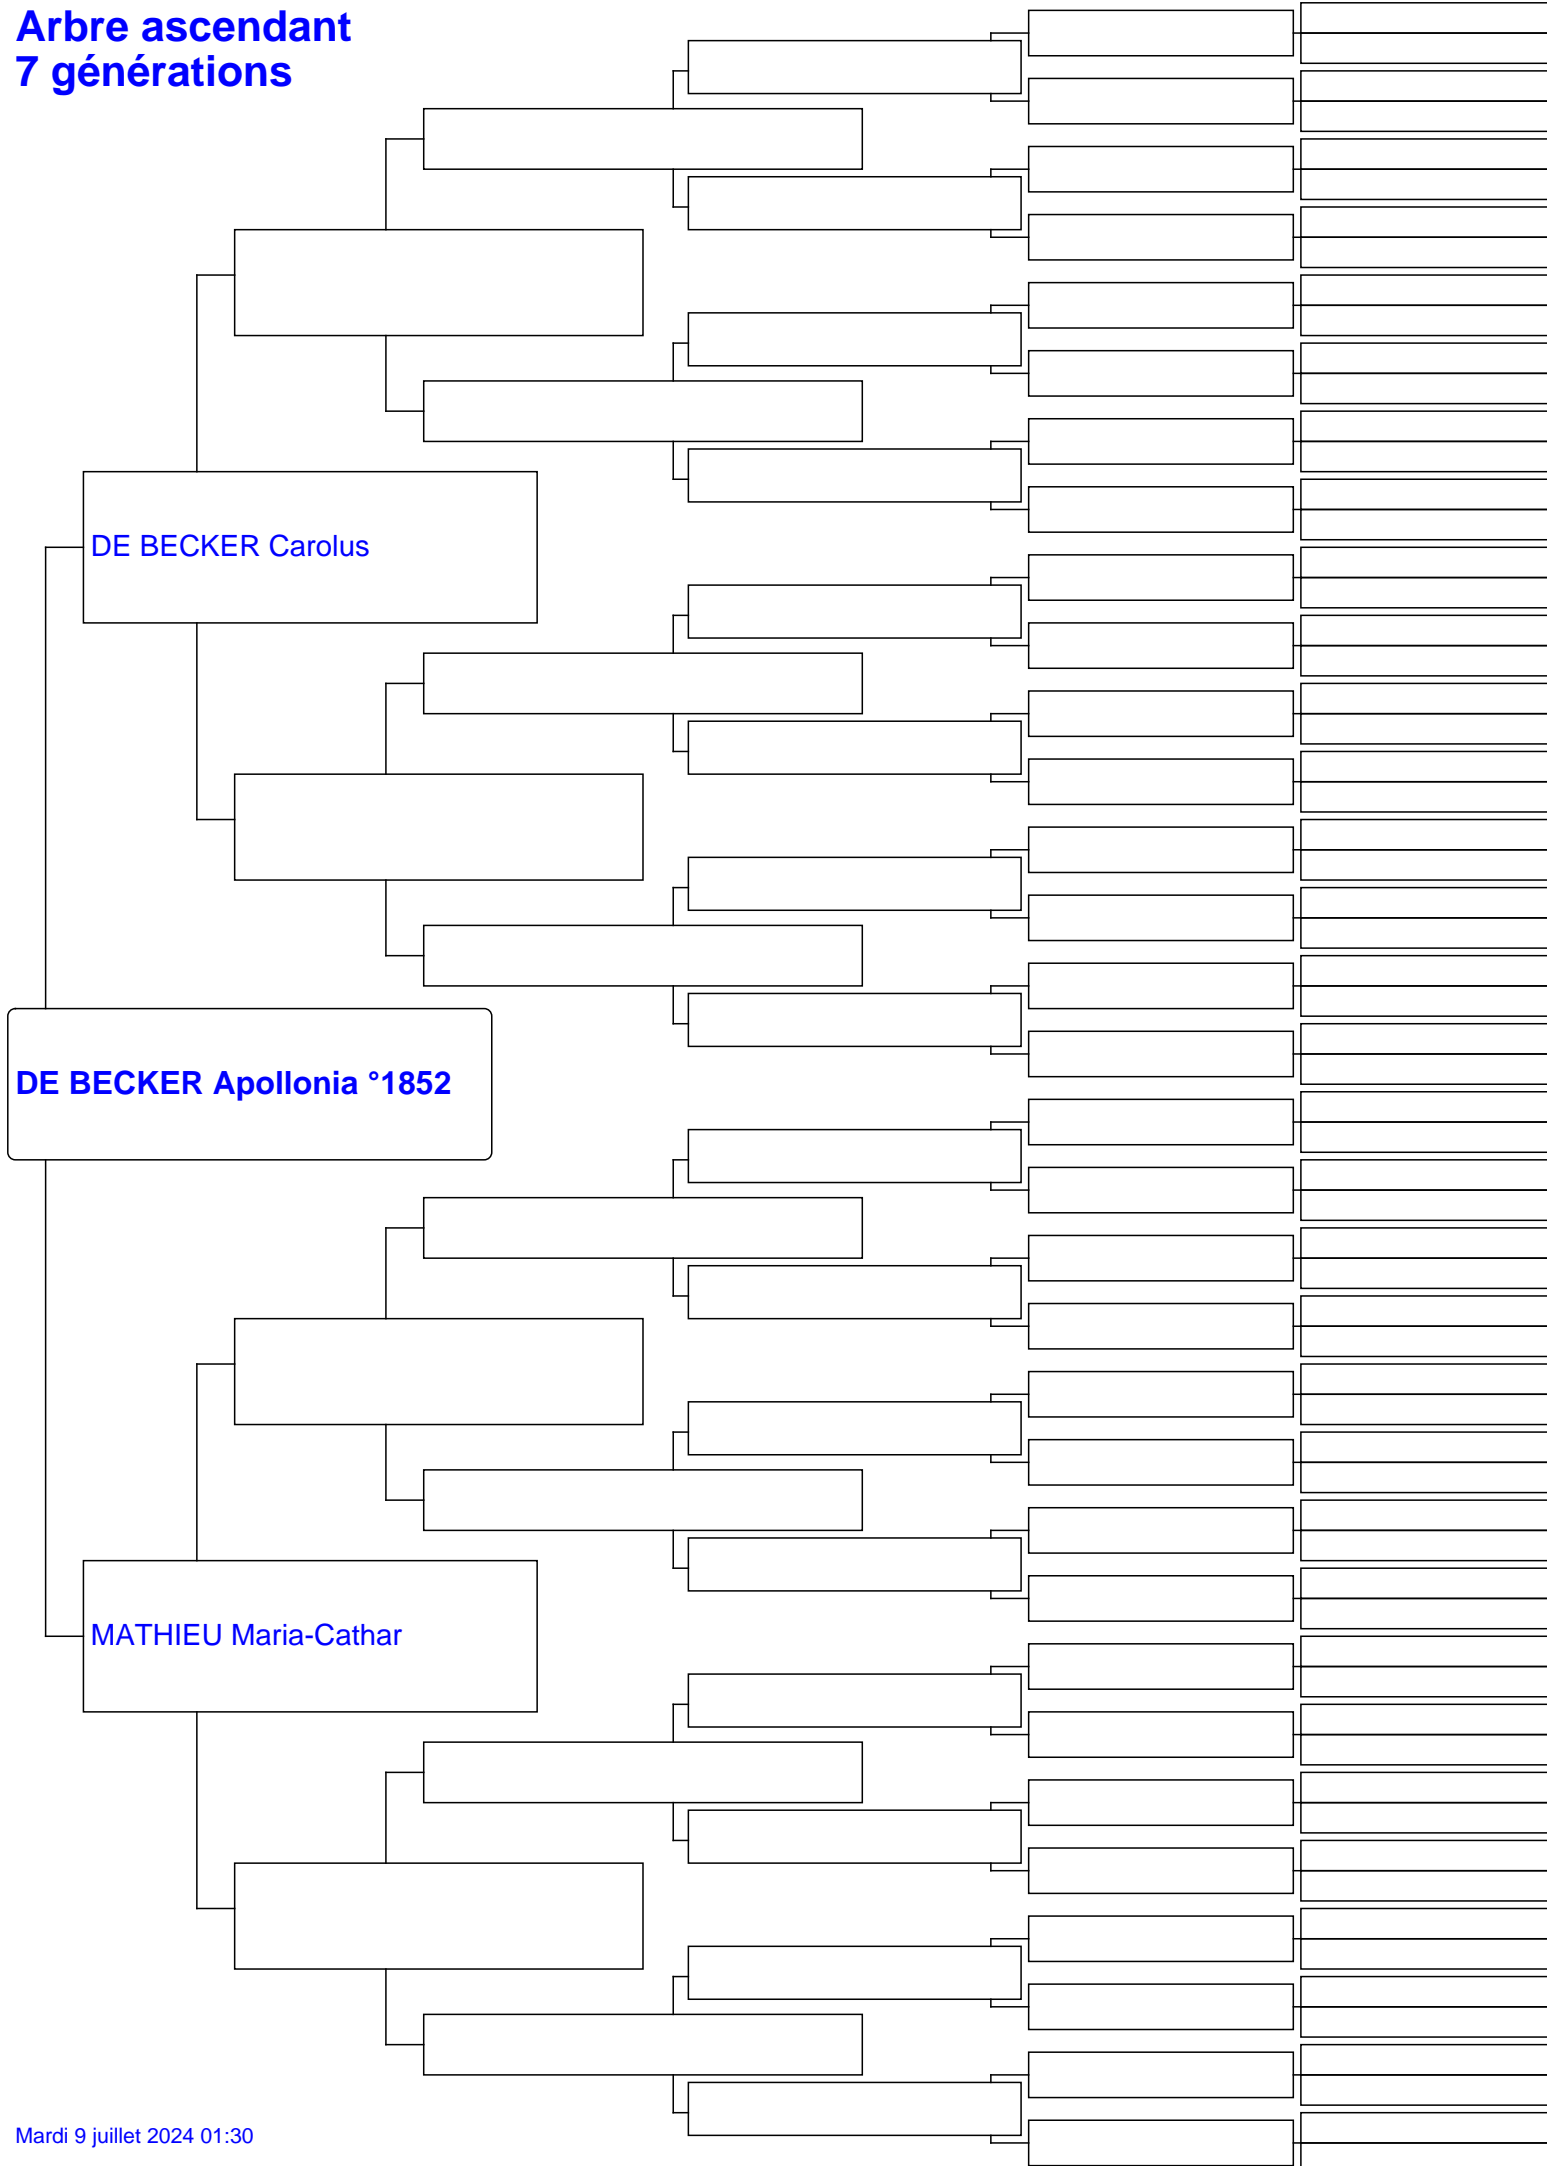 Arbre ascendant
7 générations
DE BECKER Carolus
DE BECKER Apollonia °1852
MATHIEU Maria-Cathar
Mardi 9 juillet 2024 01:30